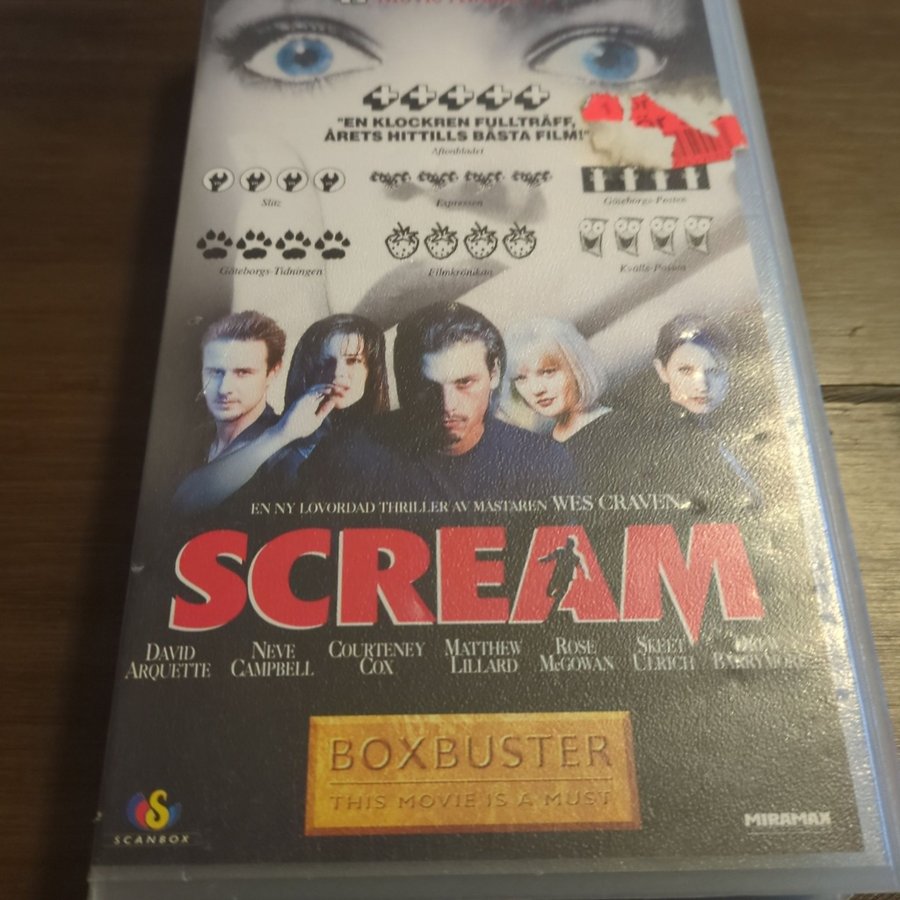 "EN KLOCKREN FULLTRÄFF,
ÅRETS HITTILLS BÄSTA FILM!"
Aftonbladet
Slitz
Expressen
Göteborgs-Posten
Göteborgs-Tidningen
Filmkrönikan
Kvälls-Posten
EN NY LOVORDAD THRILLER AV MÄSTAREN WES CRAVEN
SCREAM
DAVID ARQUETTE
NEVE CAMPBELL
COURTENEY COX
MATTHEW LILLARD
ROSE McGOWAN
SKEET ULRICH
DREW BARRYMORE
BOXBUSTER
THIS MOVIE IS A MUST
S
SCANBOX
MIRAMAX